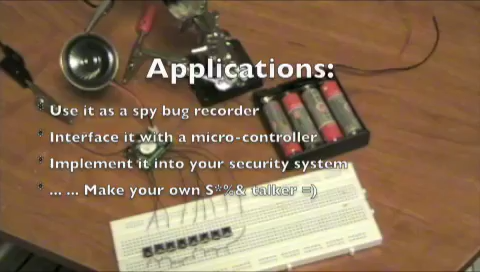 Applications:
* Use it as a spy bug recorder
* Interface it with a micro-controller
* Implement it into your security system
* ... ... Make your own S*%& talker =)